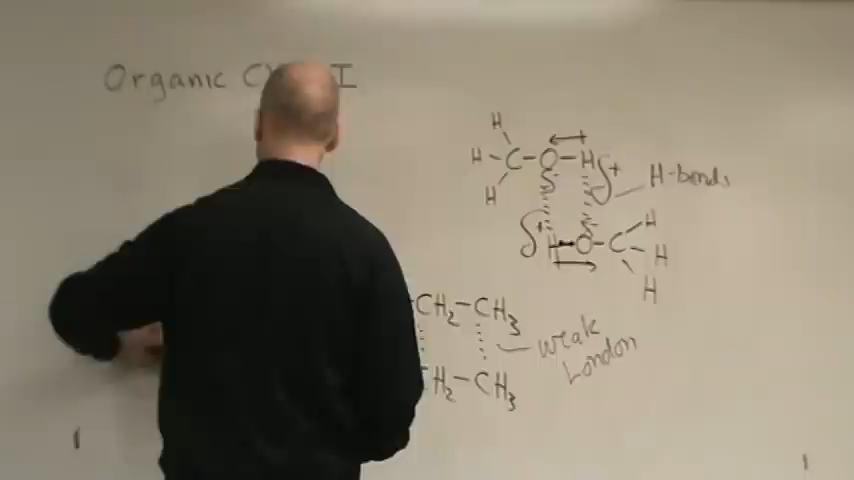 Organic C I
H
H - C - O - H δ+ H-bonds
H
δ- δ-
δ+ H - O - C H
H
H
CH2 - CH3
weak
London
H2 - CH3